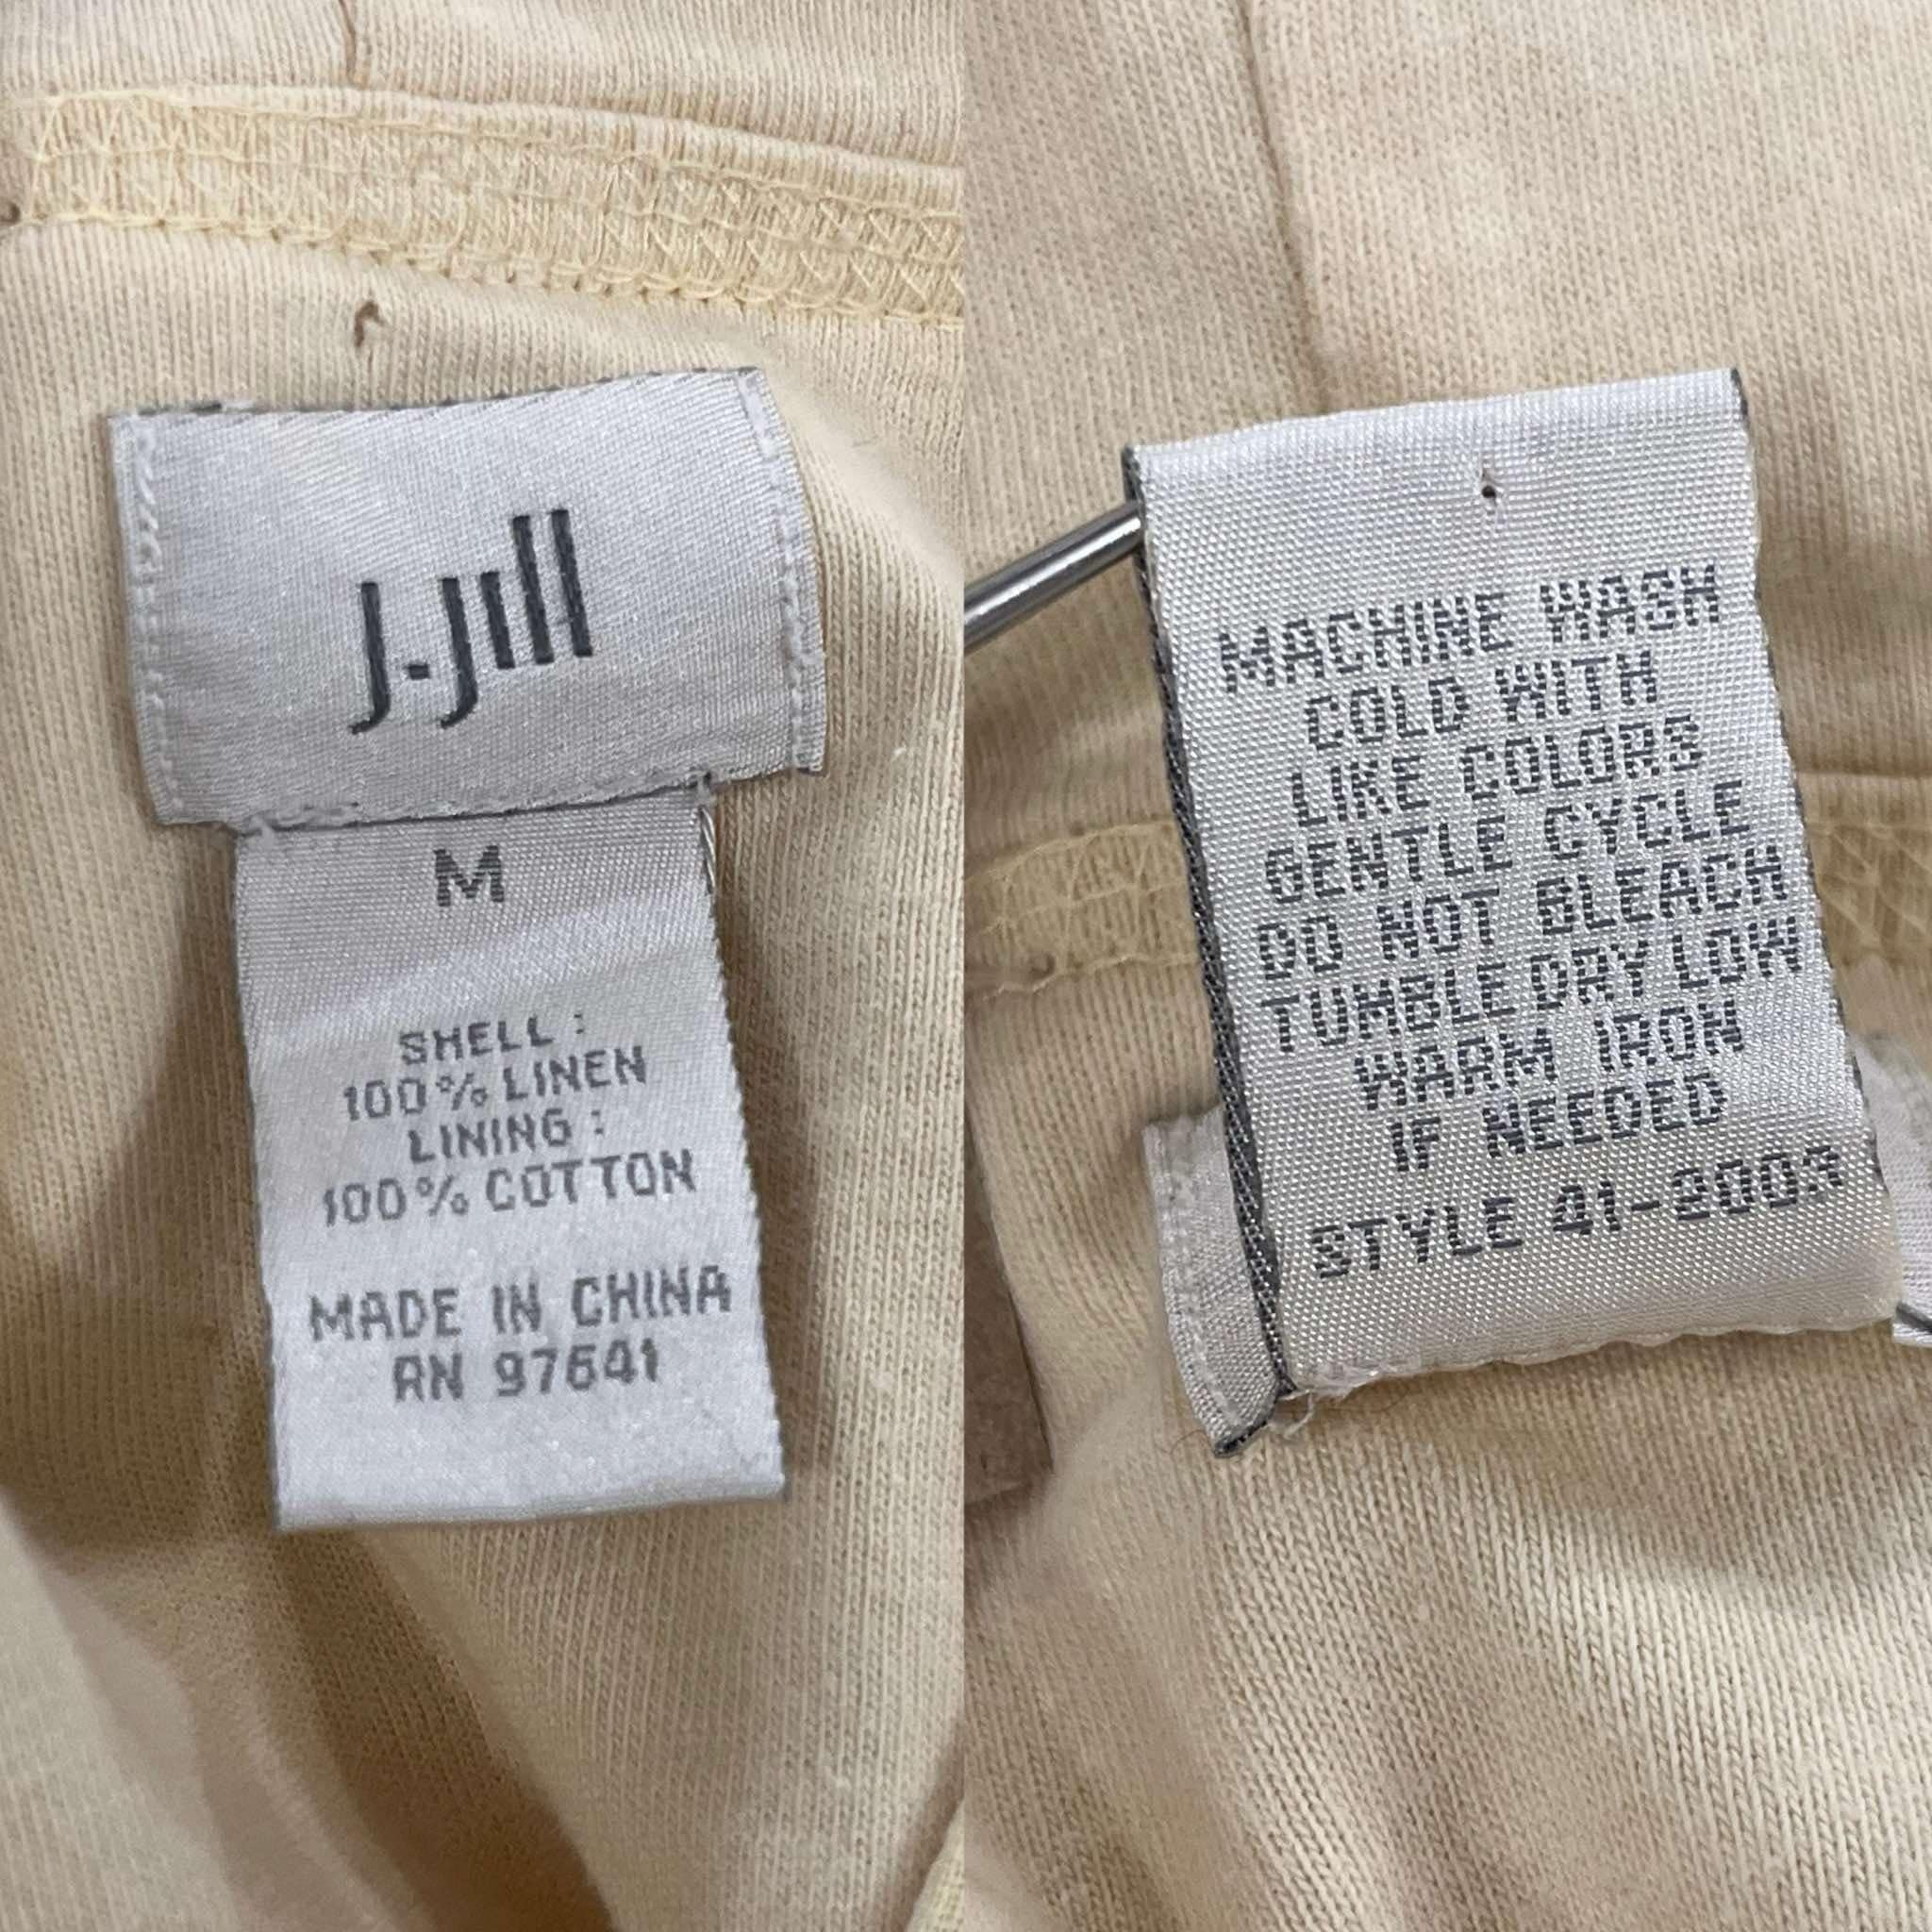 J.Jill
M
SHELL :
100% LINEN
LINING :
100% COTTON
MADE IN CHINA
RN 97641
MACHINE WASH
COLD WITH
LIKE COLORS
GENTLE CYCLE
DO NOT BLEACH
TUMBLE DRY LOW
WARM IRON
IF NEEDED
STYLE 41-2003